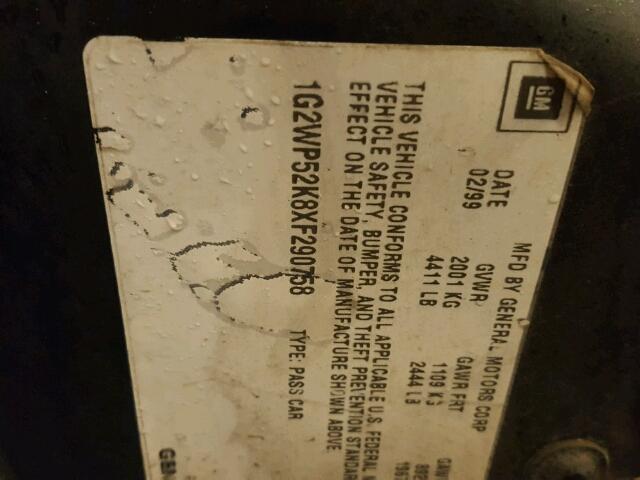 GM
MFD BY GENERAL MOTORS CORP
DATE GVWR GAWR FRT
02/99 2001 KG 1109 KG
4411 LB 2444 LB
THIS VEHICLE CONFORMS TO ALL APPLICABLE U.S. FEDERAL
VEHICLE SAFETY, BUMPER, AND THEFT PREVENTION
EFFECT ON THE DATE OF MANUFACTURE SHOWN ABOVE.
1G2WP52K8XF290758 TYPE: PASS CAR